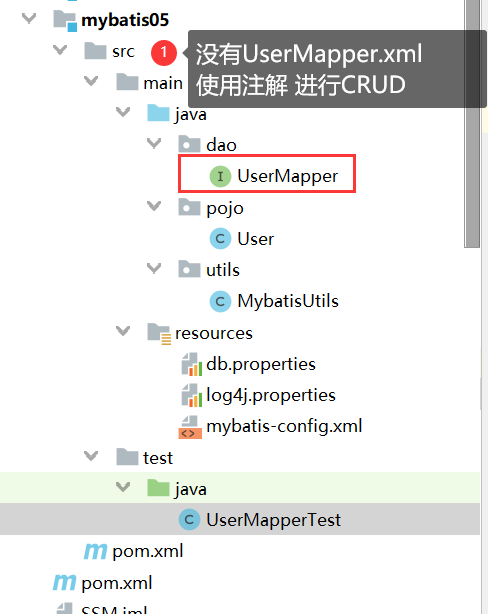 mybatis05
src
1
没有UserMapper.xml
使用注解 进行CRUD
main
java
dao
I UserMapper
pojo
C User
utils
C MybatisUtils
resources
db.properties
log4j.properties
<> mybatis-config.xml
test
java
C UserMapperTest
m pom.xml
m pom.xml
SSM.iml